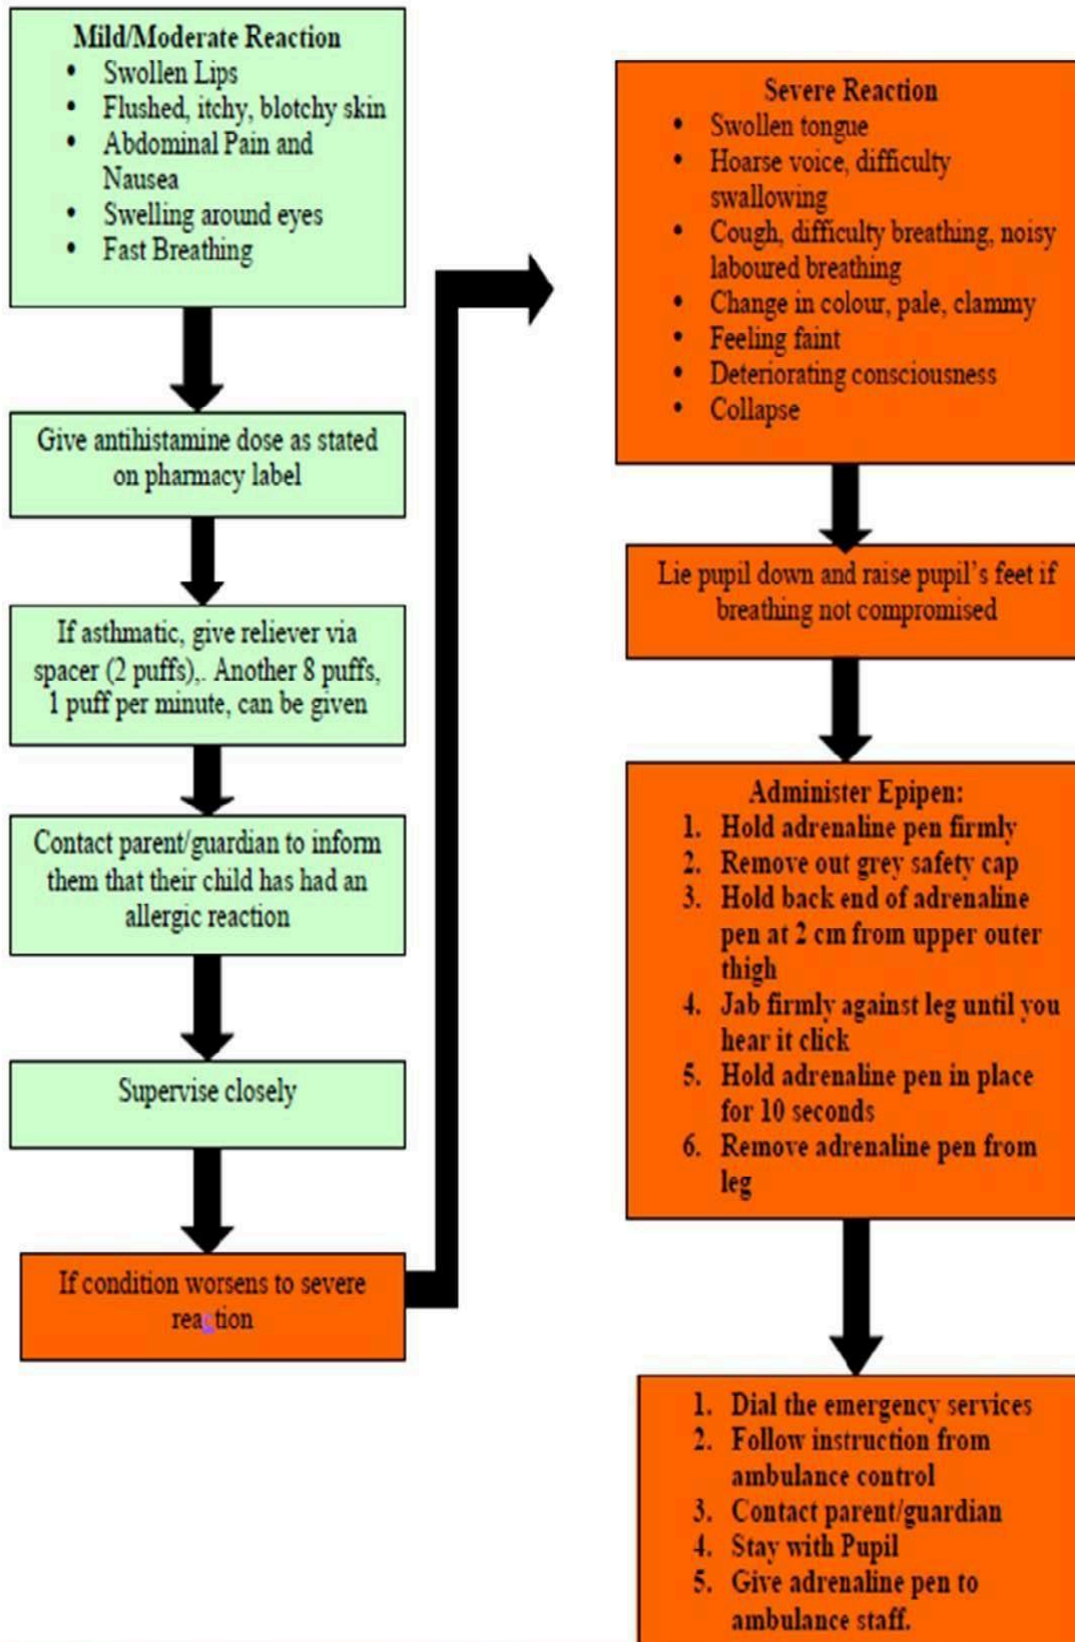 Mild/Moderate Reaction
• Swollen Lips
• Flushed, itchy, blotchy skin
• Abdominal Pain and
Nausea
• Swelling around eyes
• Fast Breathing
Give antihistamine dose as stated
on pharmacy label
If asthmatic, give reliever via
spacer (2 puffs),. Another 8 puffs,
1 puff per minute, can be given
Contact parent/guardian to inform
them that their child has had an
allergic reaction
Supervise closely
If condition worsens to severe
reaction
Severe Reaction
• Swollen tongue
• Hoarse voice, difficulty
swallowing
• Cough, difficulty breathing, noisy
laboured breathing
• Change in colour, pale, clammy
• Feeling faint
• Deteriorating consciousness
• Collapse
Lie pupil down and raise pupil's feet if
breathing not compromised
Administer Epipen:
1. Hold adrenaline pen firmly
2. Remove out grey safety cap
3. Hold back end of adrenaline
pen at 2 cm from upper outer
thigh
4. Jab firmly against leg until you
hear it click
5. Hold adrenaline pen in place
for 10 seconds
6. Remove adrenaline pen from
leg
1. Dial the emergency services
2. Follow instruction from
ambulance control
3. Contact parent/guardian
4. Stay with Pupil
5. Give adrenaline pen to
ambulance staff.